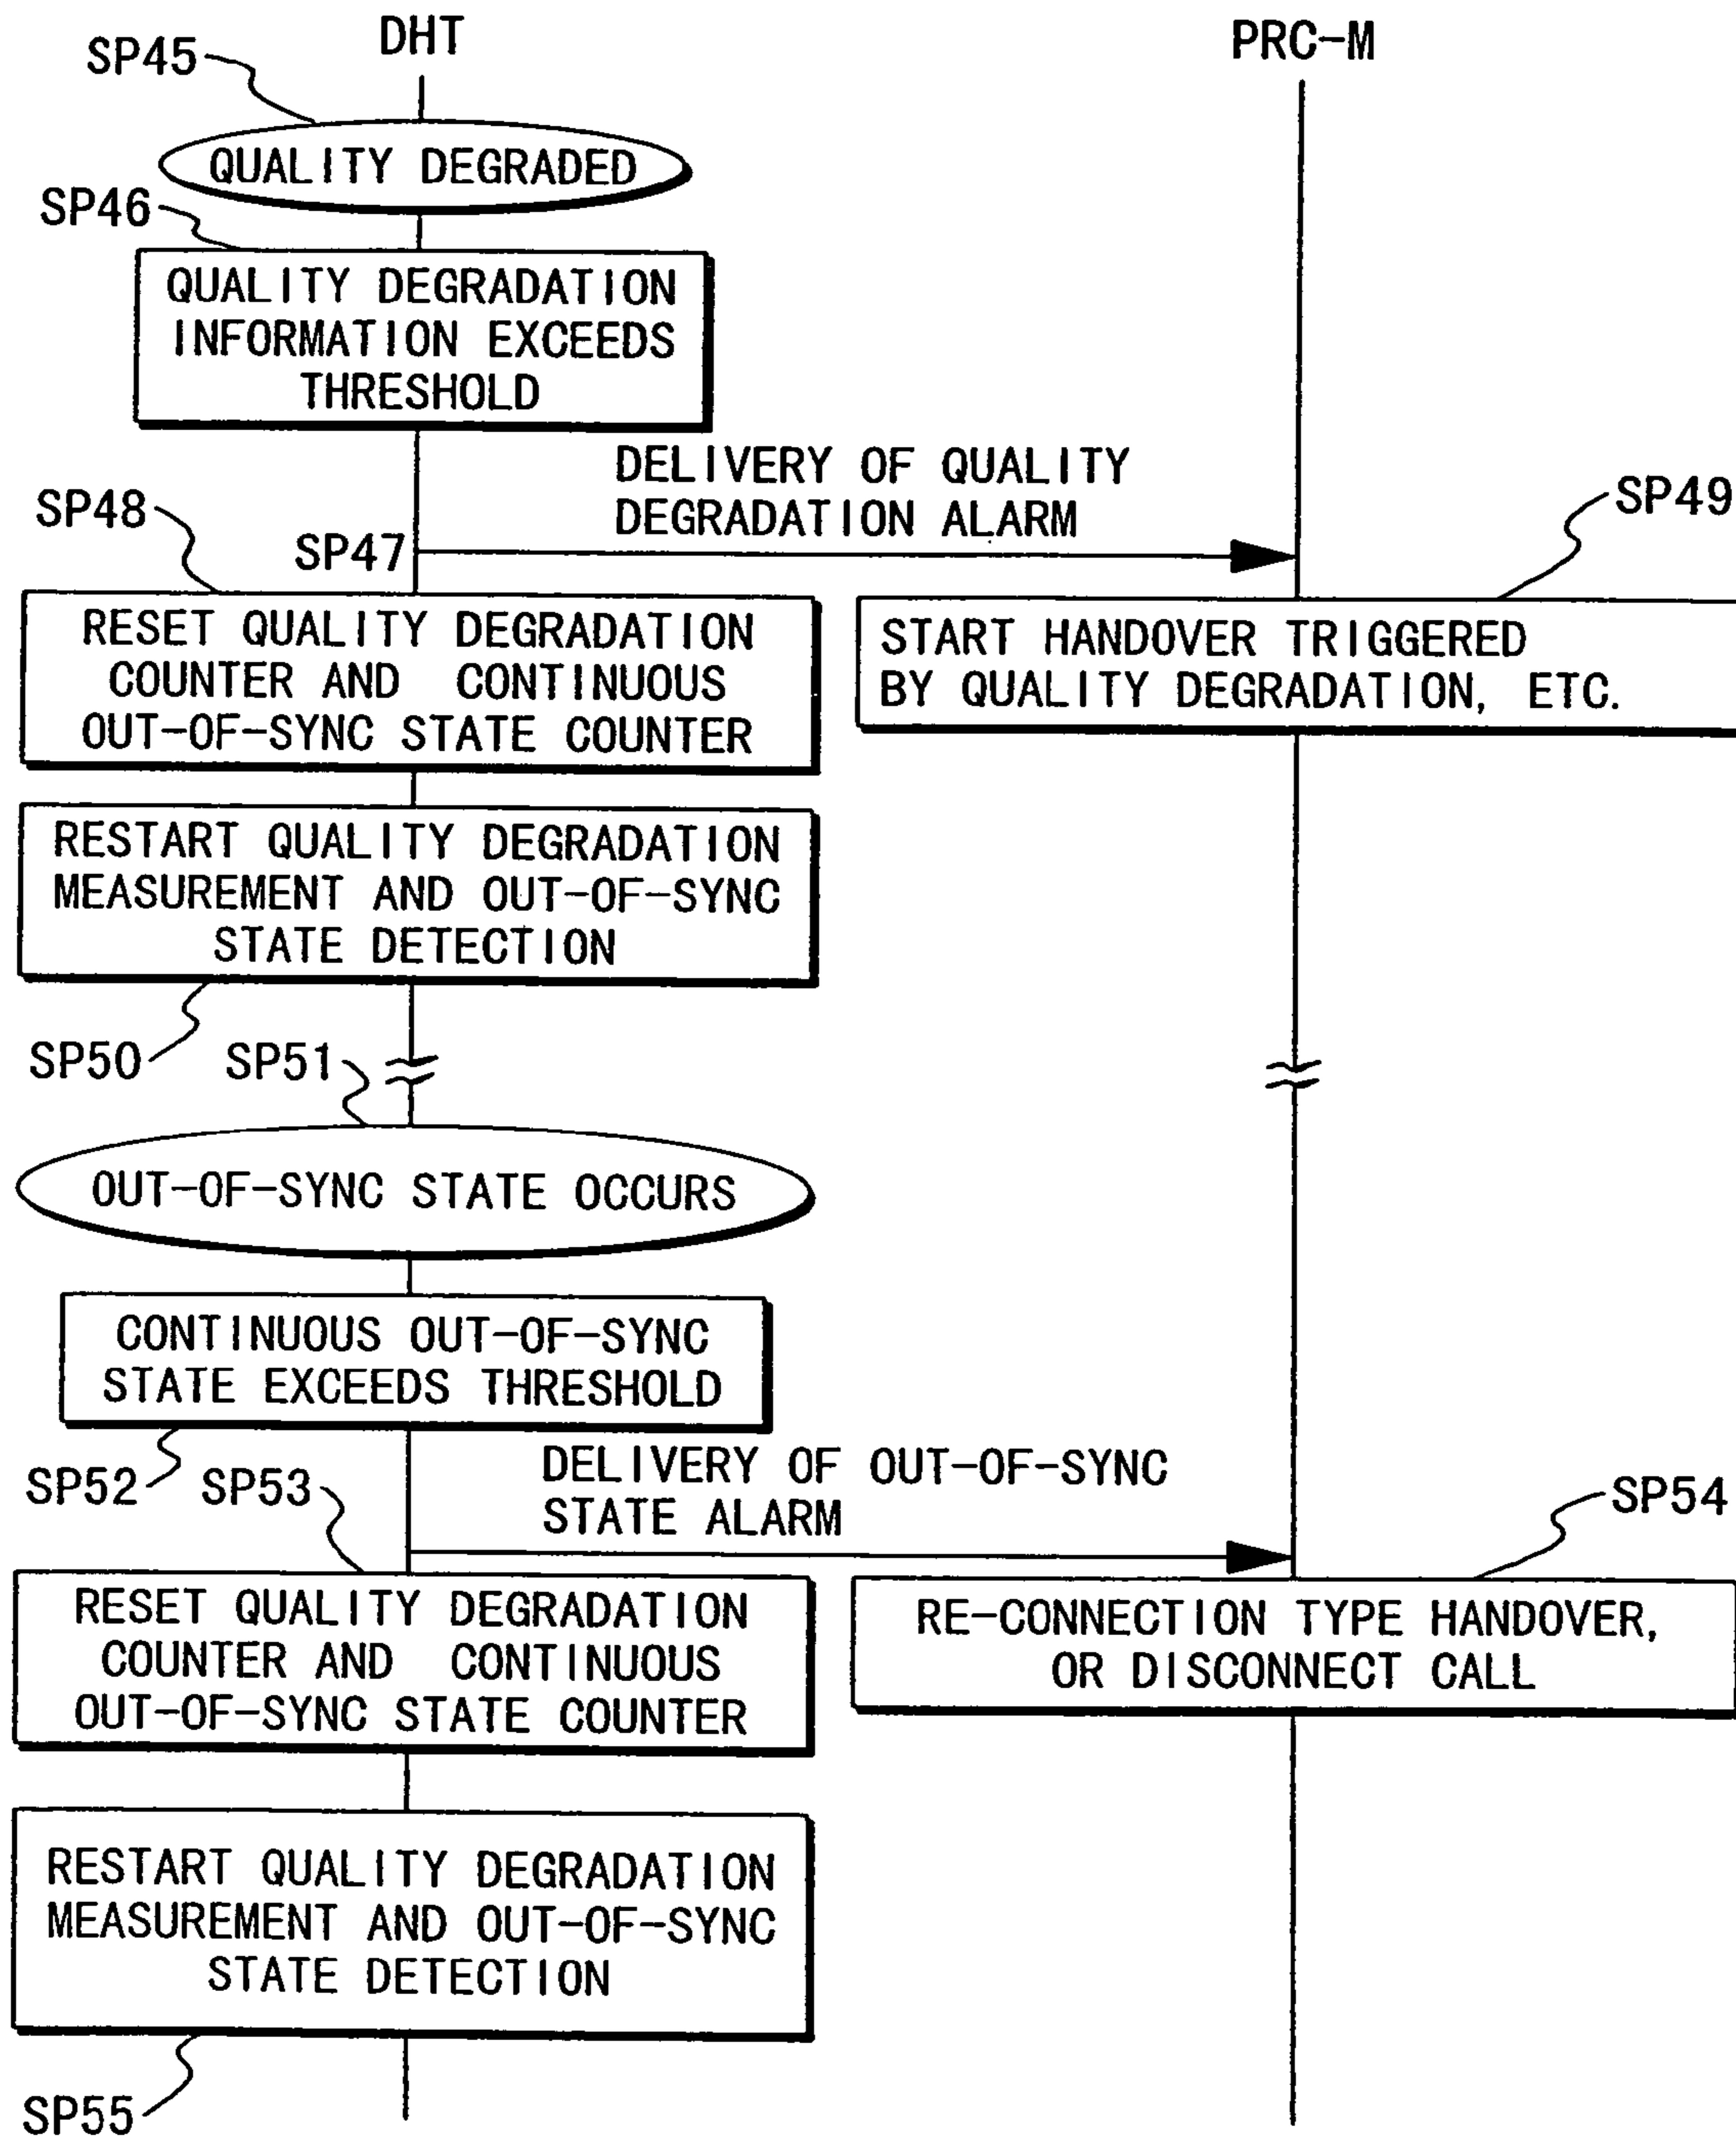 DHT
PRC-M
SP45
QUALITY DEGRADED
SP46
QUALITY DEGRADATION
INFORMATION EXCEEDS
THRESHOLD
DELIVERY OF QUALITY
DEGRADATION ALARM
SP48
SP47
SP49
RESET QUALITY DEGRADATION
COUNTER AND CONTINUOUS
OUT-OF-SYNC STATE COUNTER
START HANDOVER TRIGGERED
BY QUALITY DEGRADATION, ETC.
RESTART QUALITY DEGRADATION
MEASUREMENT AND OUT-OF-SYNC
STATE DETECTION
SP50
SP51
OUT-OF-SYNC STATE OCCURS
CONTINUOUS OUT-OF-SYNC
STATE EXCEEDS THRESHOLD
SP52
SP53
DELIVERY OF OUT-OF-SYNC
STATE ALARM
SP54
RESET QUALITY DEGRADATION
COUNTER AND CONTINUOUS
OUT-OF-SYNC STATE COUNTER
RE-CONNECTION TYPE HANDOVER,
OR DISCONNECT CALL
RESTART QUALITY DEGRADATION
MEASUREMENT AND OUT-OF-SYNC
STATE DETECTION
SP55